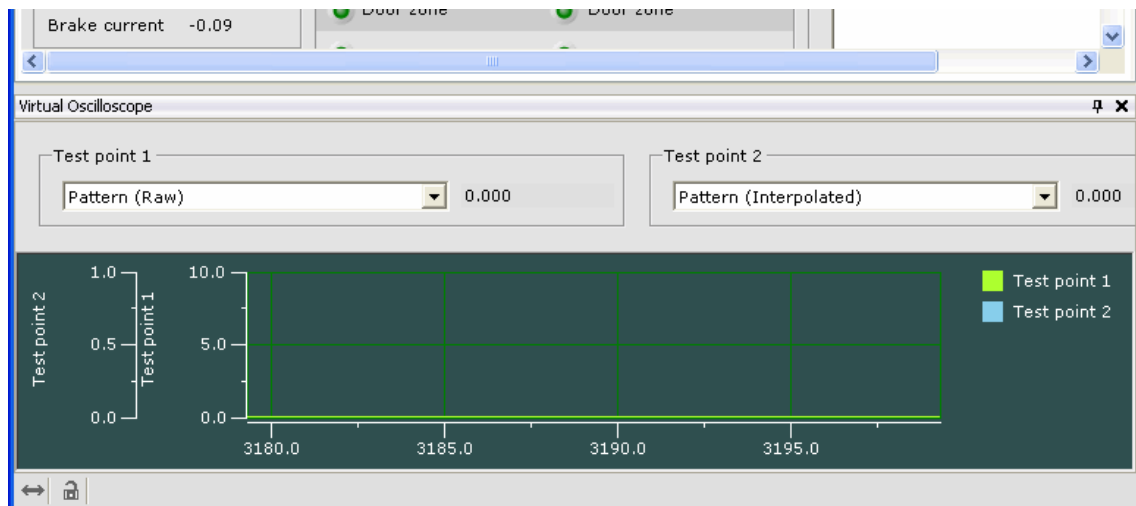 Door zone Door zone
Brake current -0.09
Virtual Oscilloscope
Test point 1 Test point 2
Pattern (Raw) 0.000 Pattern (Interpolated) 0.000
Test point 2
Test point 1
1.0 10.0
0.5 5.0
0.0 0.0
3180.0 3185.0 3190.0 3195.0
Test point 1
Test point 2